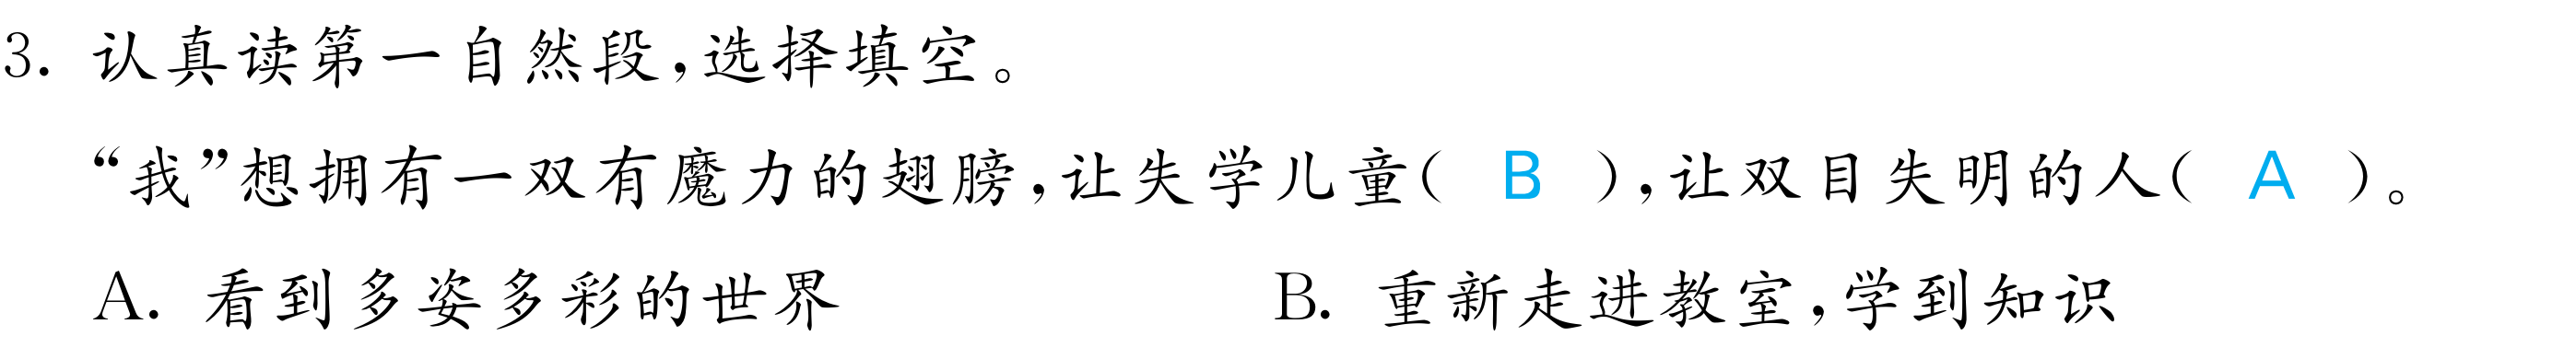 3. 认真读第一自然段,选择填空。
“我”想拥有一双有魔力的翅膀,让失学儿童( B ),让双目失明的人( A )。
A. 看到多姿多彩的世界 B. 重新走进教室,学到知识